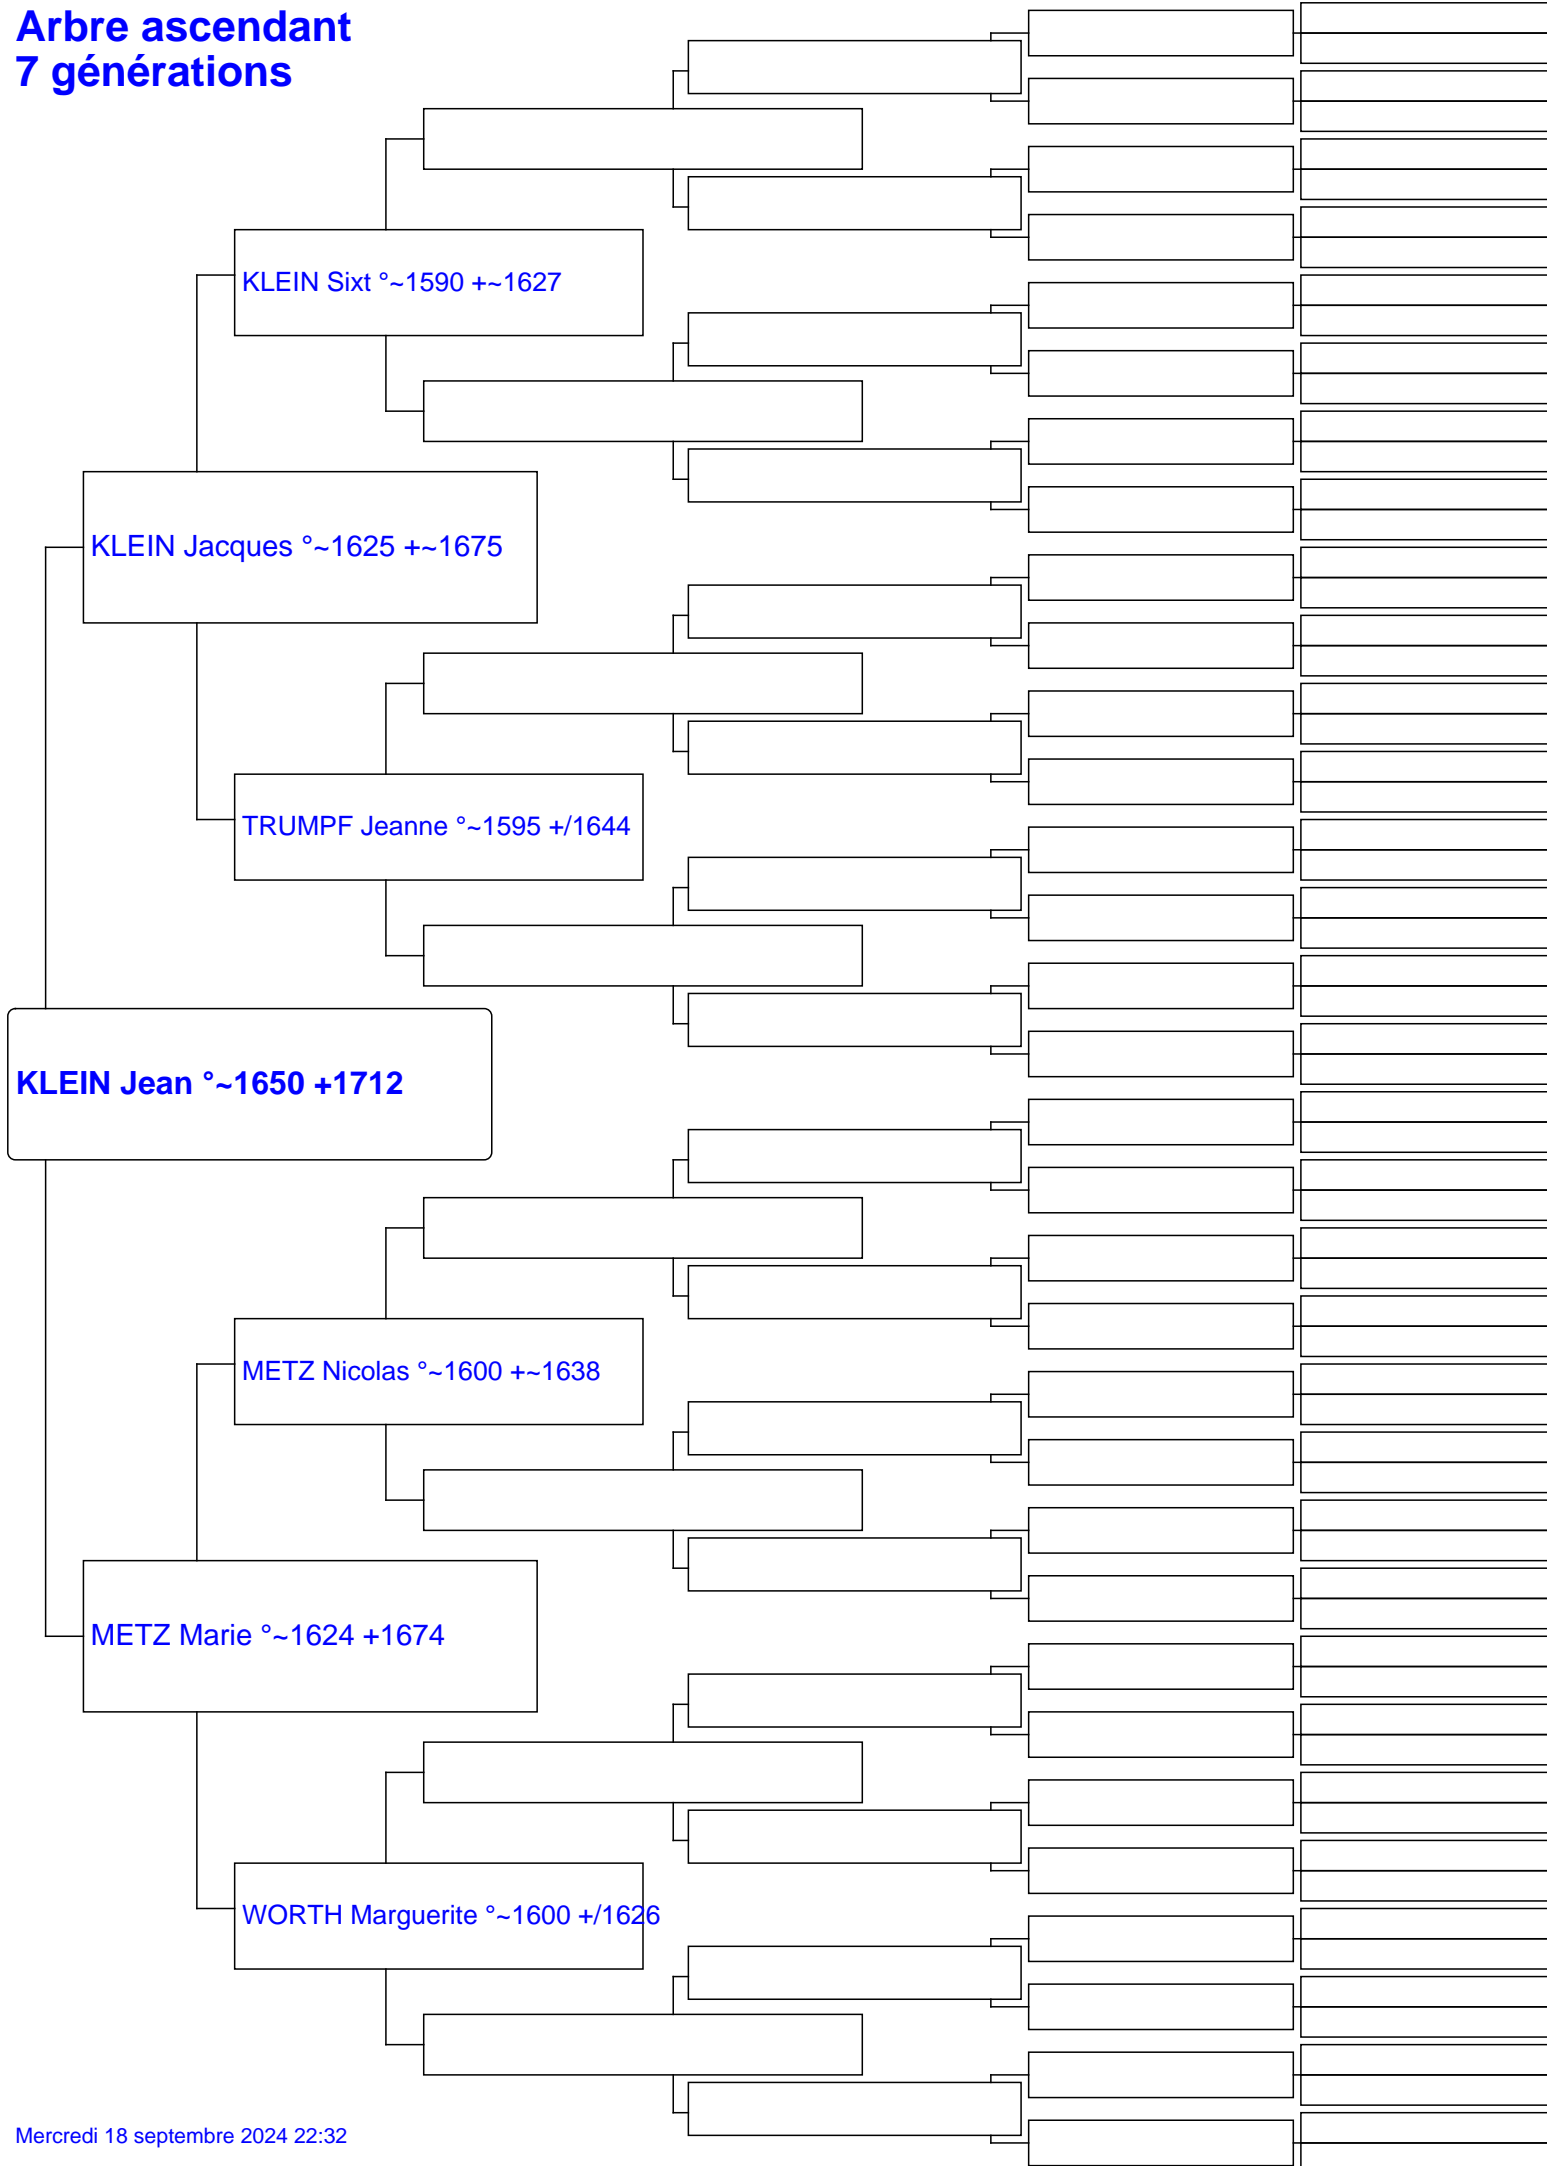 Arbre ascendant
7 générations
KLEIN Sixt °~1590 +~1627
KLEIN Jacques °~1625 +~1675
TRUMPF Jeanne °~1595 +/1644
KLEIN Jean °~1650 +1712
METZ Nicolas °~1600 +~1638
METZ Marie °~1624 +1674
WORTH Marguerite °~1600 +/1626
Mercredi 18 septembre 2024 22:32